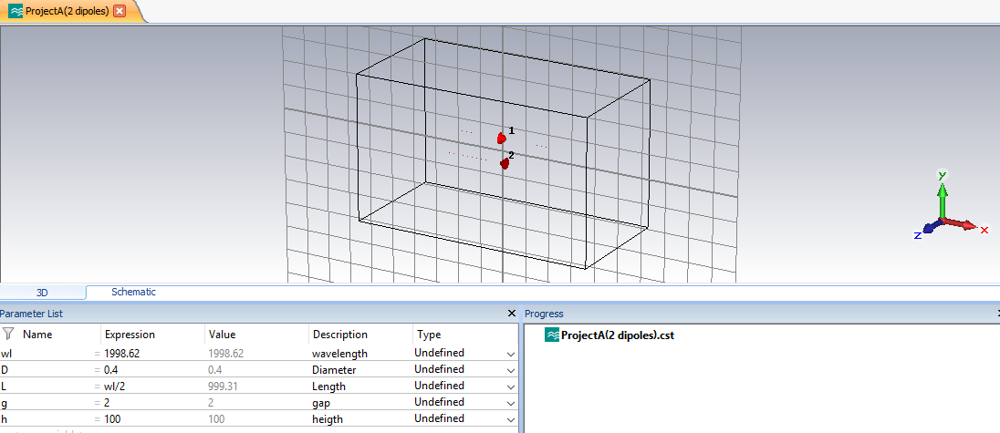 ProjectA(2 dipoles)
1
2
Y
X
Z
3D Schematic
Parameter List Progress
Name Expression Value Description Type
wl = 1998.62 1998.62 wavelength Undefined
D = 0.4 0.4 Diameter Undefined
L = wl/2 999.31 Length Undefined
g = 2 2 gap Undefined
h = 100 100 heigth Undefined
ProjectA(2 dipoles).cst